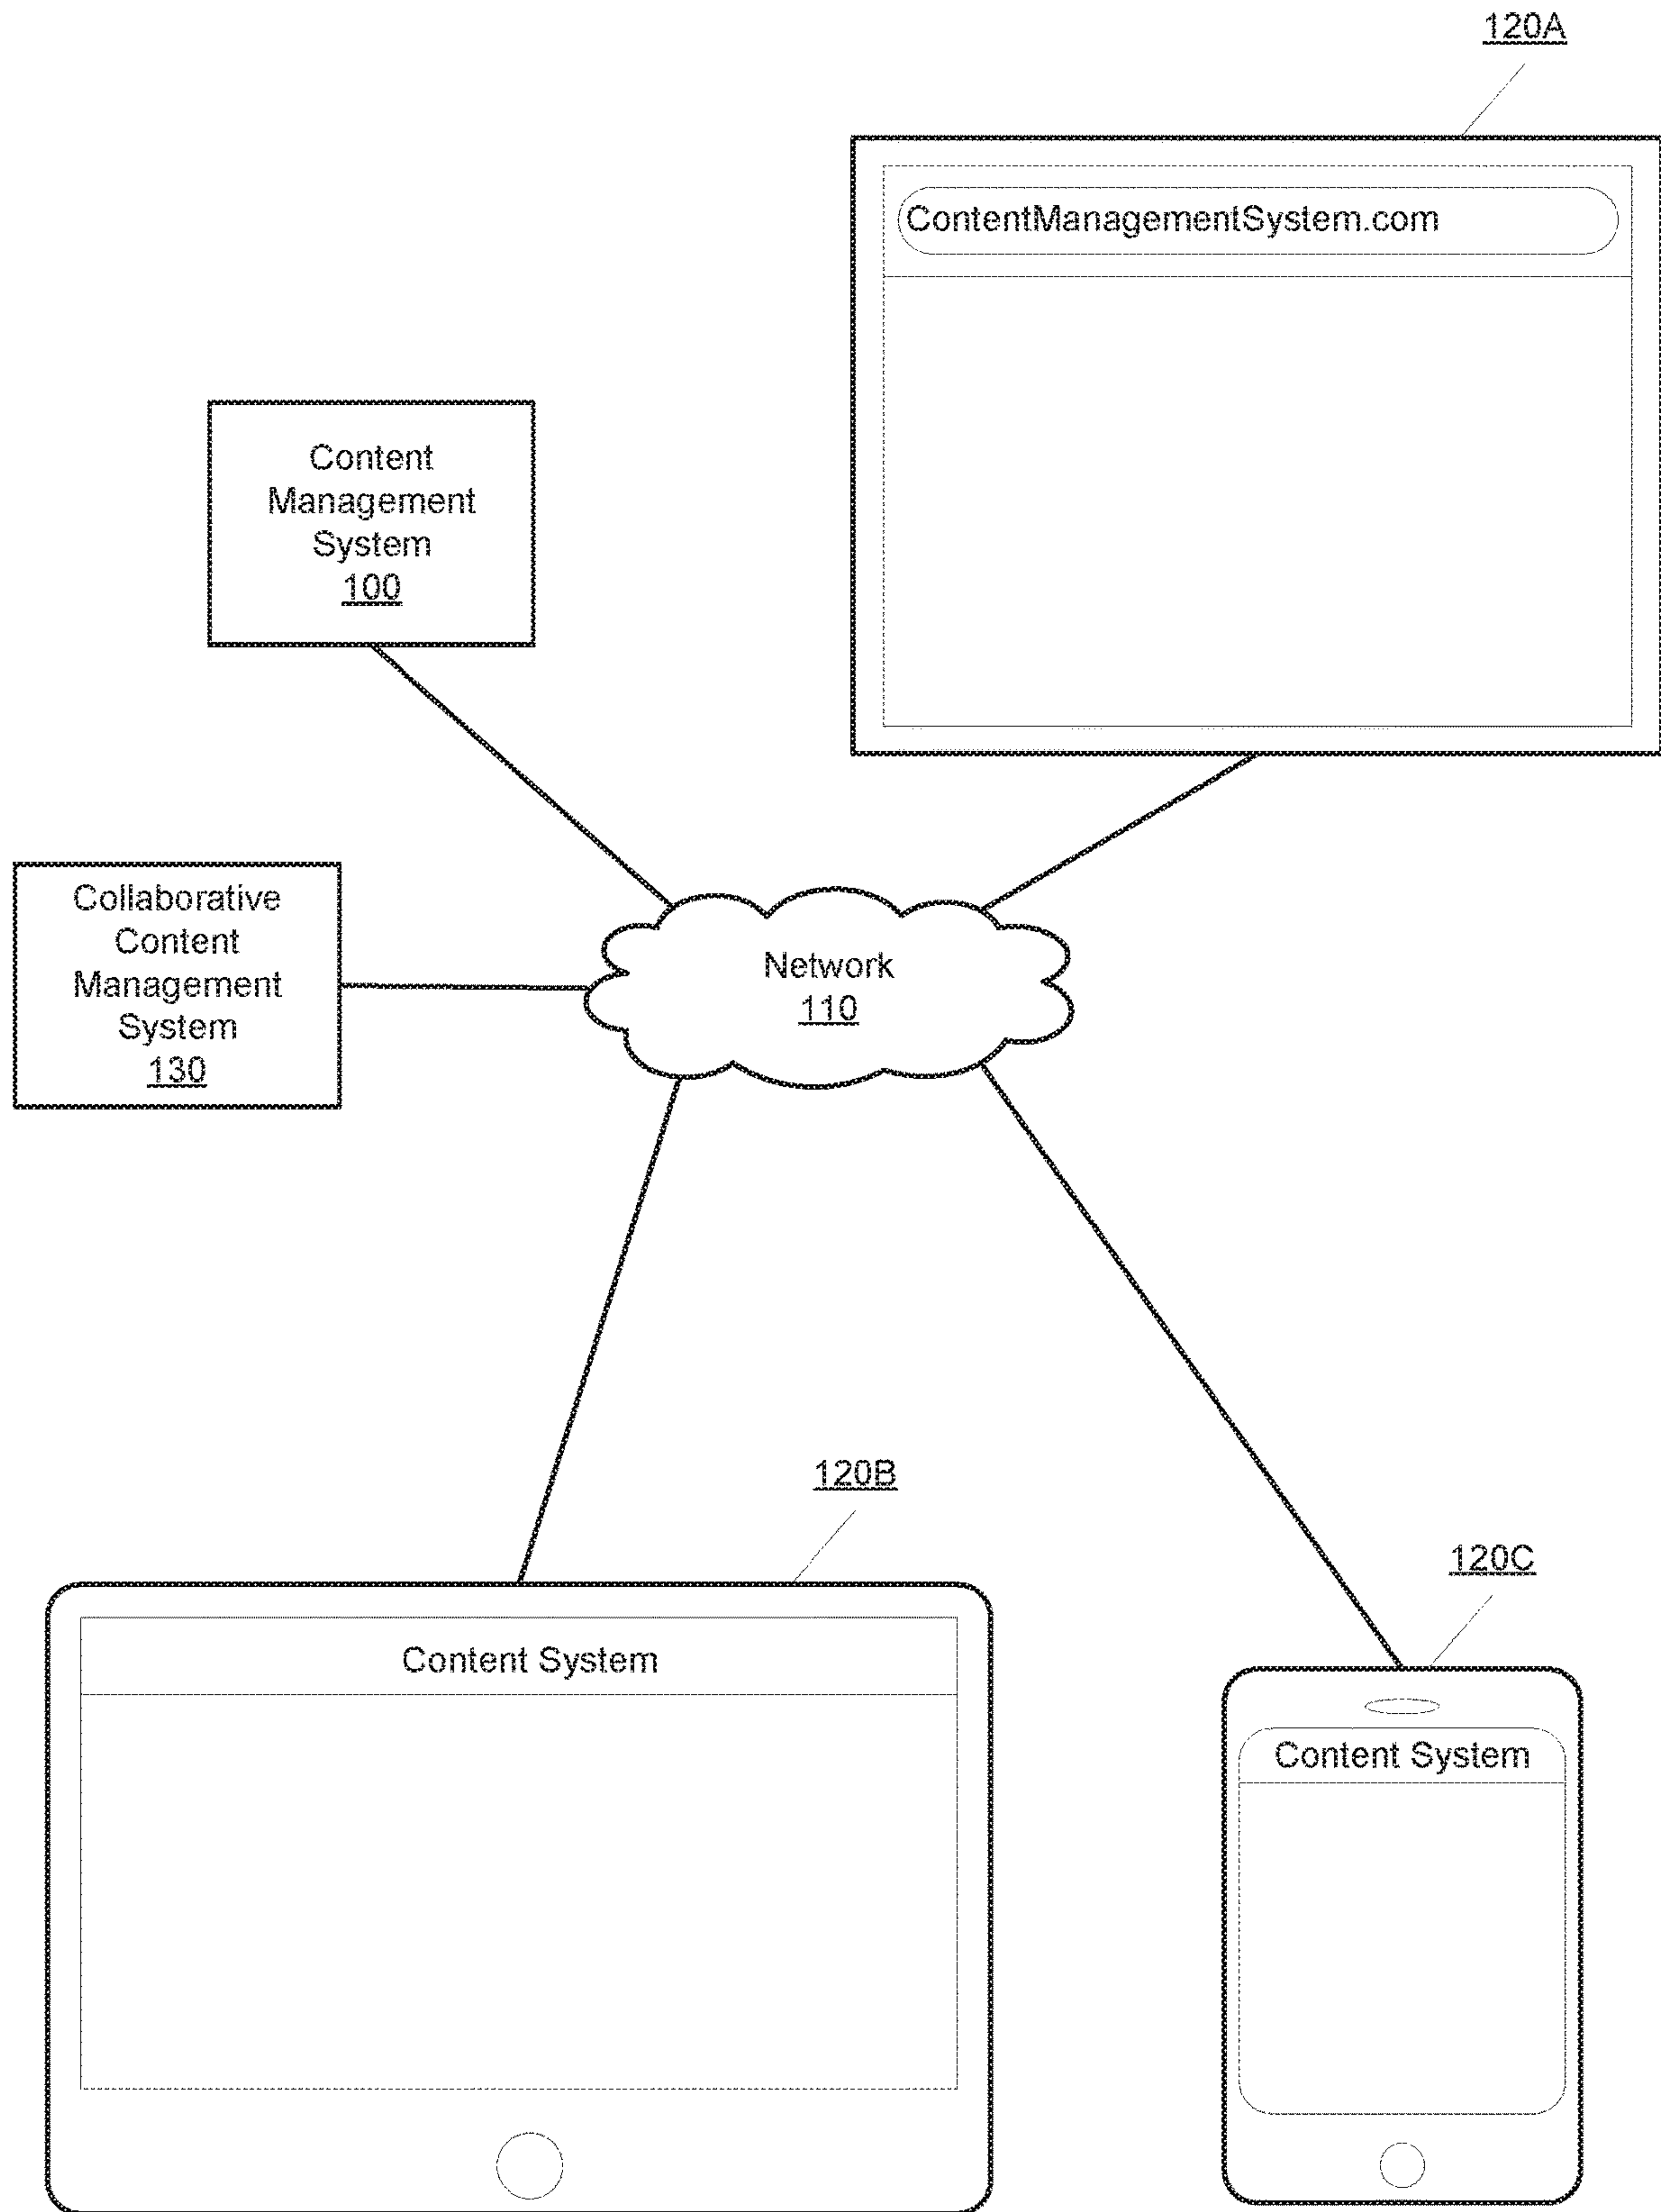 120A
ContentManagementSystem.com
Content
Management
System
100
Collaborative
Content
Management
System
130
Network
110
120B
Content System
120C
Content System